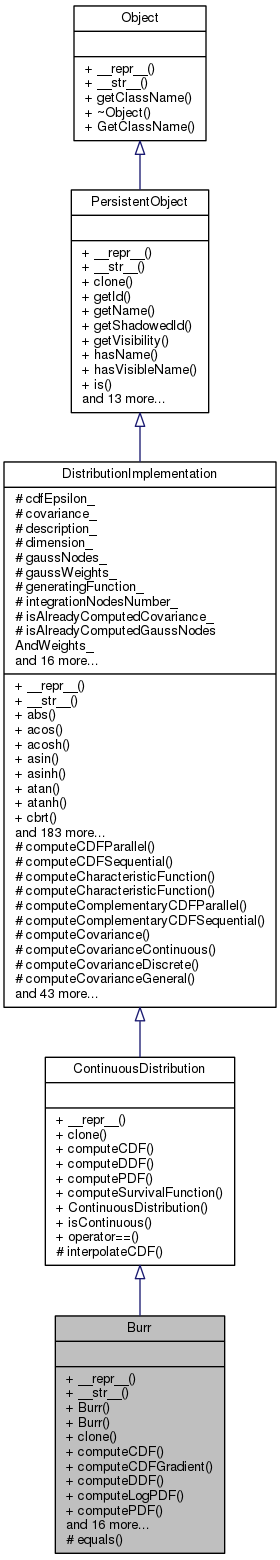 Object
+ __repr__()
+ __str__()
+ getClassName()
+ ~Object()
+ GetClassName()
PersistentObject
+ __repr__()
+ __str__()
+ clone()
+ getId()
+ getName()
+ getShadowedId()
+ getVisibility()
+ hasName()
+ hasVisibleName()
+ is()
and 13 more...
DistributionImplementation
# cdfEpsilon_
# covariance_
# description_
# dimension_
# gaussNodes_
# gaussWeights_
# generatingFunction_
# integrationNodesNumber_
# isAlreadyComputedCovariance_
# isAlreadyComputedGaussNodes
AndWeights_
and 16 more...
+ __repr__()
+ __str__()
+ abs()
+ acos()
+ acosh()
+ asin()
+ asinh()
+ atan()
+ atanh()
+ cbrt()
and 183 more...
# computeCDFParallel()
# computeCDFSequential()
# computeCharacteristicFunction()
# computeCharacteristicFunction()
# computeComplementaryCDFParallel()
# computeComplementaryCDFSequential()
# computeCovariance()
# computeCovarianceContinuous()
# computeCovarianceDiscrete()
# computeCovarianceGeneral()
and 43 more...
ContinuousDistribution
+ __repr__()
+ clone()
+ computeCDF()
+ computeDDF()
+ computePDF()
+ computeSurvivalFunction()
+ ContinuousDistribution()
+ isContinuous()
+ operator==()
# interpolateCDF()
Burr
+ __repr__()
+ __str__()
+ Burr()
+ Burr()
+ clone()
+ computeCDF()
+ computeCDFGradient()
+ computeDDF()
+ computeLogPDF()
+ computePDF()
and 16 more...
# equals()